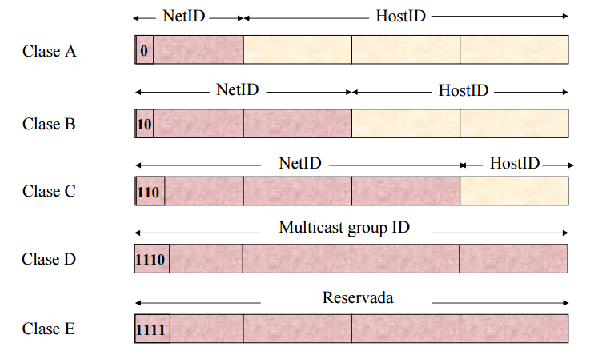 NetID HostID
Clase A 0
NetID HostID
Clase B 10
NetID HostID
Clase C 110
Multicast group ID
Clase D 1110
Reservada
Clase E 1111